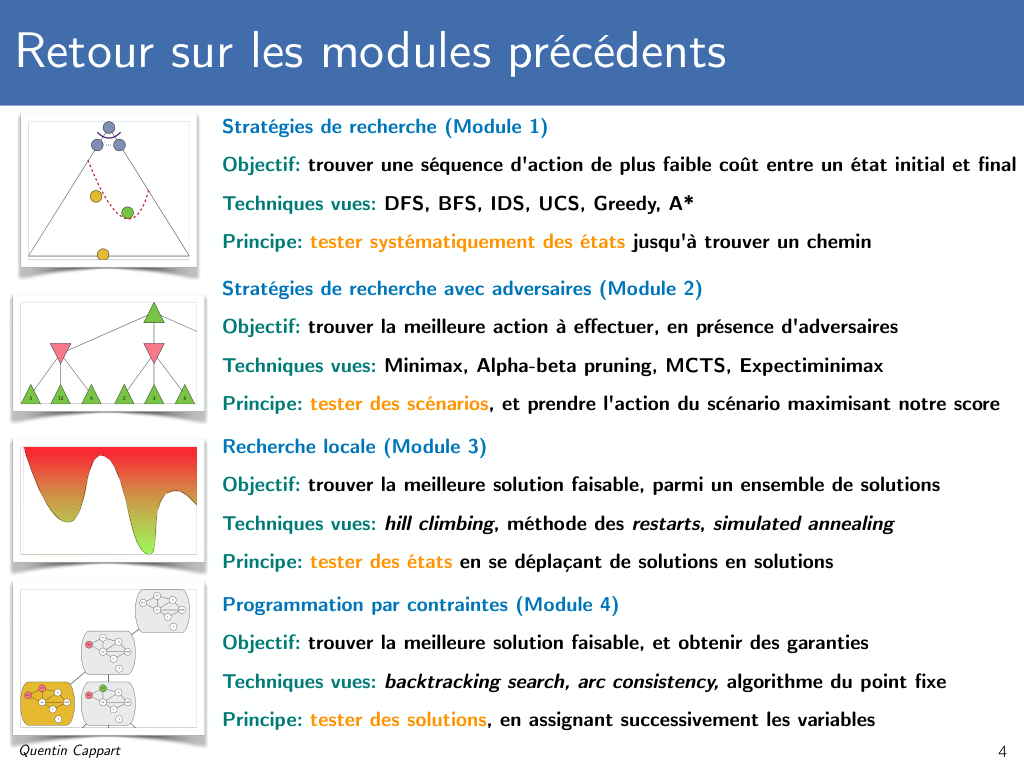 Retour sur les modules précédents
Stratégies de recherche (Module 1)
Objectif: trouver une séquence d'action de plus faible coût entre un état initial et final
Techniques vues: DFS, BFS, IDS, UCS, Greedy, A*
Principe: tester systématiquement des états jusqu'à trouver un chemin
Stratégies de recherche avec adversaires (Module 2)
Objectif: trouver la meilleure action à effectuer, en présence d'adversaires
Techniques vues: Minimax, Alpha-beta pruning, MCTS, Expectiminimax
Principe: tester des scénarios, et prendre l'action du scénario maximisant notre score
3 12 8 2 4 6
Recherche locale (Module 3)
Objectif: trouver la meilleure solution faisable, parmi un ensemble de solutions
Techniques vues: hill climbing, méthode des restarts, simulated annealing
Principe: tester des états en se déplaçant de solutions en solutions
Programmation par contraintes (Module 4)
Objectif: trouver la meilleure solution faisable, et obtenir des garanties
Techniques vues: backtracking search, arc consistency, algorithme du point fixe
Principe: tester des solutions, en assignant successivement les variables
Quentin Cappart
4